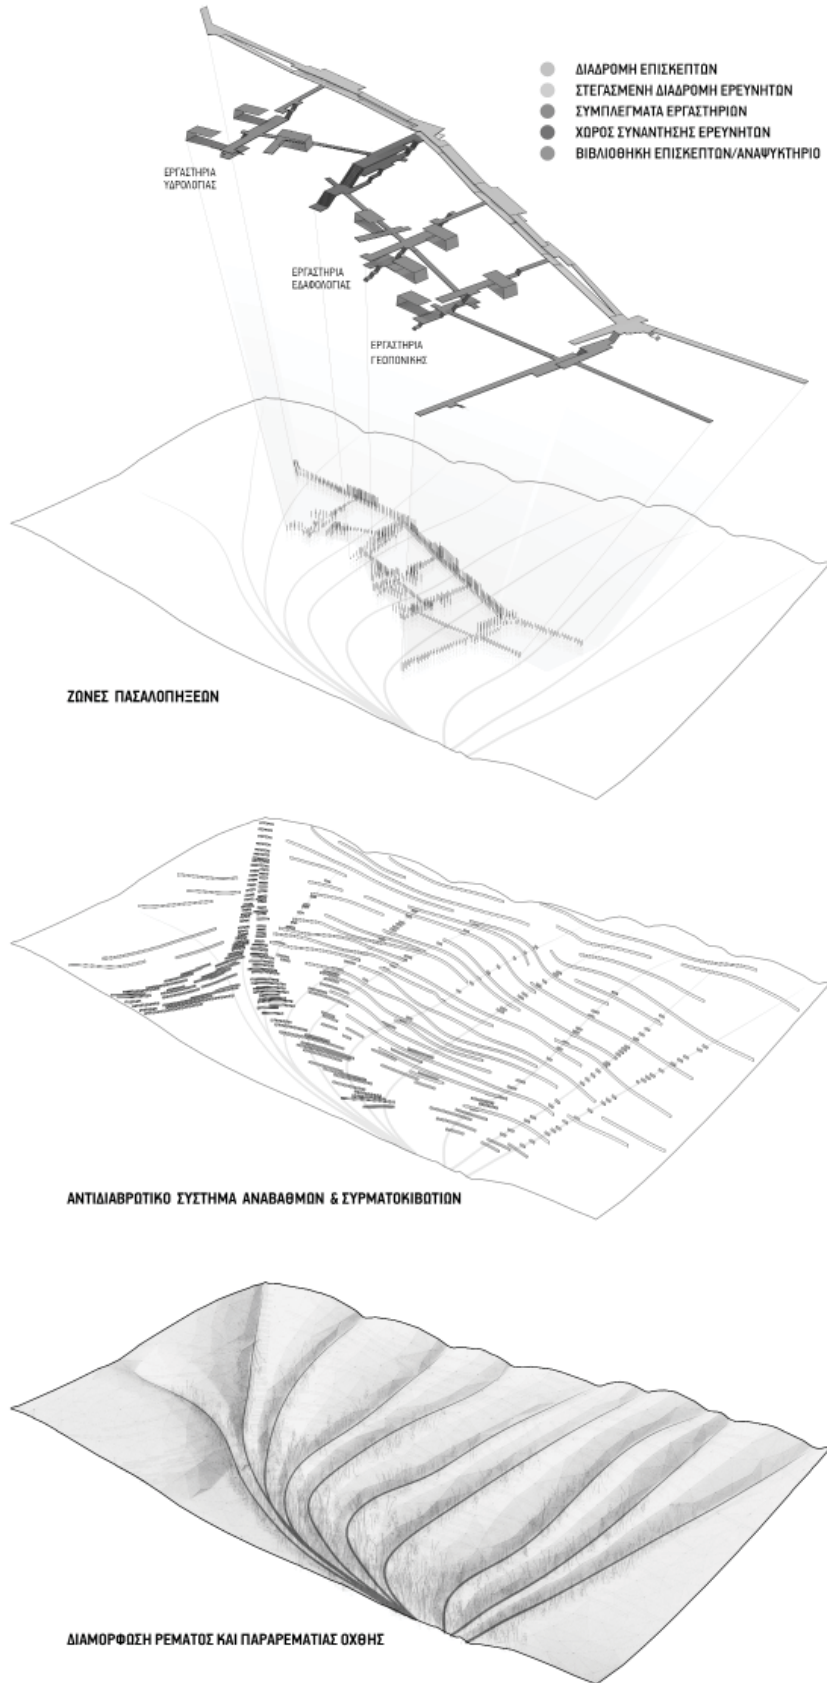 ΔΙΑΔΡΟΜΗ ΕΠΙΣΚΕΠΤΩΝ
ΣΤΕΓΑΣΜΕΝΗ ΔΙΑΔΡΟΜΗ ΕΡΕΥΝΗΤΩΝ
ΣΥΜΠΛΕΓΜΑΤΑ ΕΡΓΑΣΤΗΡΙΩΝ
ΧΩΡΟΣ ΣΥΝΑΝΤΗΣΗΣ ΕΡΕΥΝΗΤΩΝ
ΒΙΒΛΙΟΘΗΚΗ ΕΠΙΣΚΕΠΤΩΝ/ΑΝΑΨΥΚΤΗΡΙΟ
ΕΡΓΑΣΤΗΡΙΑ
ΥΔΡΟΛΟΓΙΑΣ
ΕΡΓΑΣΤΗΡΙΑ
ΕΔΑΦΟΛΟΓΙΑΣ
ΕΡΓΑΣΤΗΡΙΑ
ΓΕΩΠΟΝΙΚΗΣ
ΖΩΝΕΣ ΠΑΣΑΛΟΠΗΞΕΩΝ
ΑΝΤΙΔΙΑΒΡΩΤΙΚΟ ΣΥΣΤΗΜΑ ΑΝΑΒΑΘΜΩΝ & ΣΥΡΜΑΤΟΚΙΒΩΤΙΩΝ
ΔΙΑΜΟΡΦΩΣΗ ΡΕΜΑΤΟΣ ΚΑΙ ΠΑΡΑΡΕΜΑΤΙΑΣ ΟΧΘΗΣ